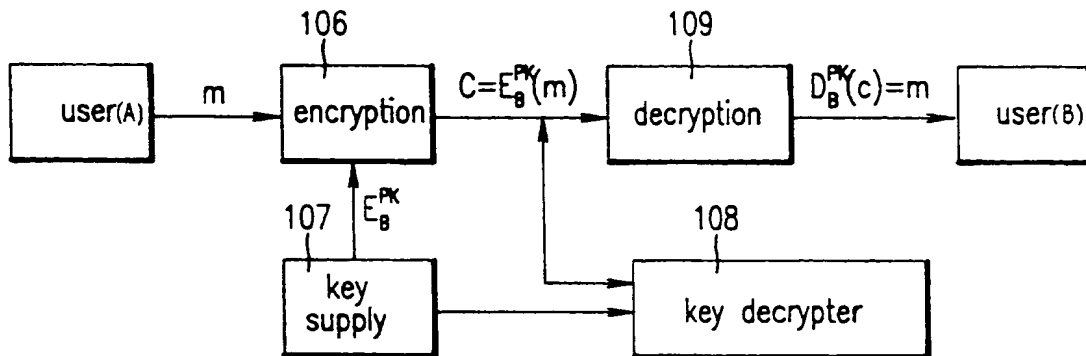 106
109
user(A)
m
encryption
C=E_B^PK(m)
decryption
D_B^PK(c)=m
user(B)
107
E_B^PK
108
key
supply
key decrypter